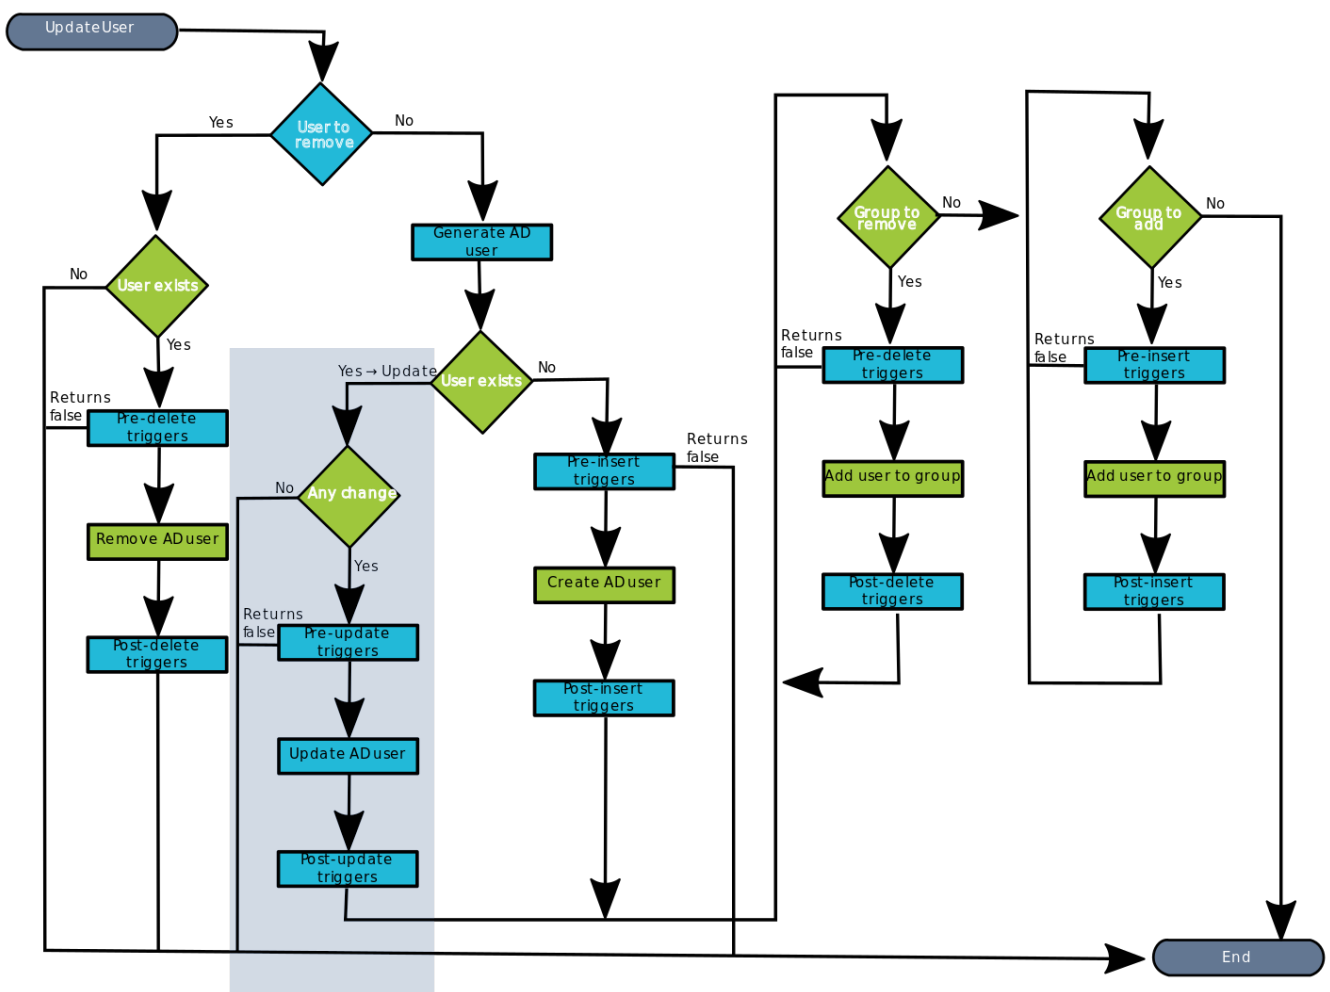 UpdateUser
Yes
User to
remove
No
Generate AD
user
No
User exists
Yes
Returns
false
Pre-delete
triggers
Remove AD user
Post-delete
triggers
Yes→Update
User exists
No
No
Any change
Yes
Returns
false
Pre-update
triggers
Update AD user
Post-update
triggers
Returns
false
Pre-insert
triggers
Create AD user
Post-insert
triggers
Group to
remove
No
Yes
Returns
false
Pre-delete
triggers
Add user to group
Post-delete
triggers
Group to
add
No
Yes
Returns
false
Pre-insert
triggers
Add user to group
Post-insert
triggers
End